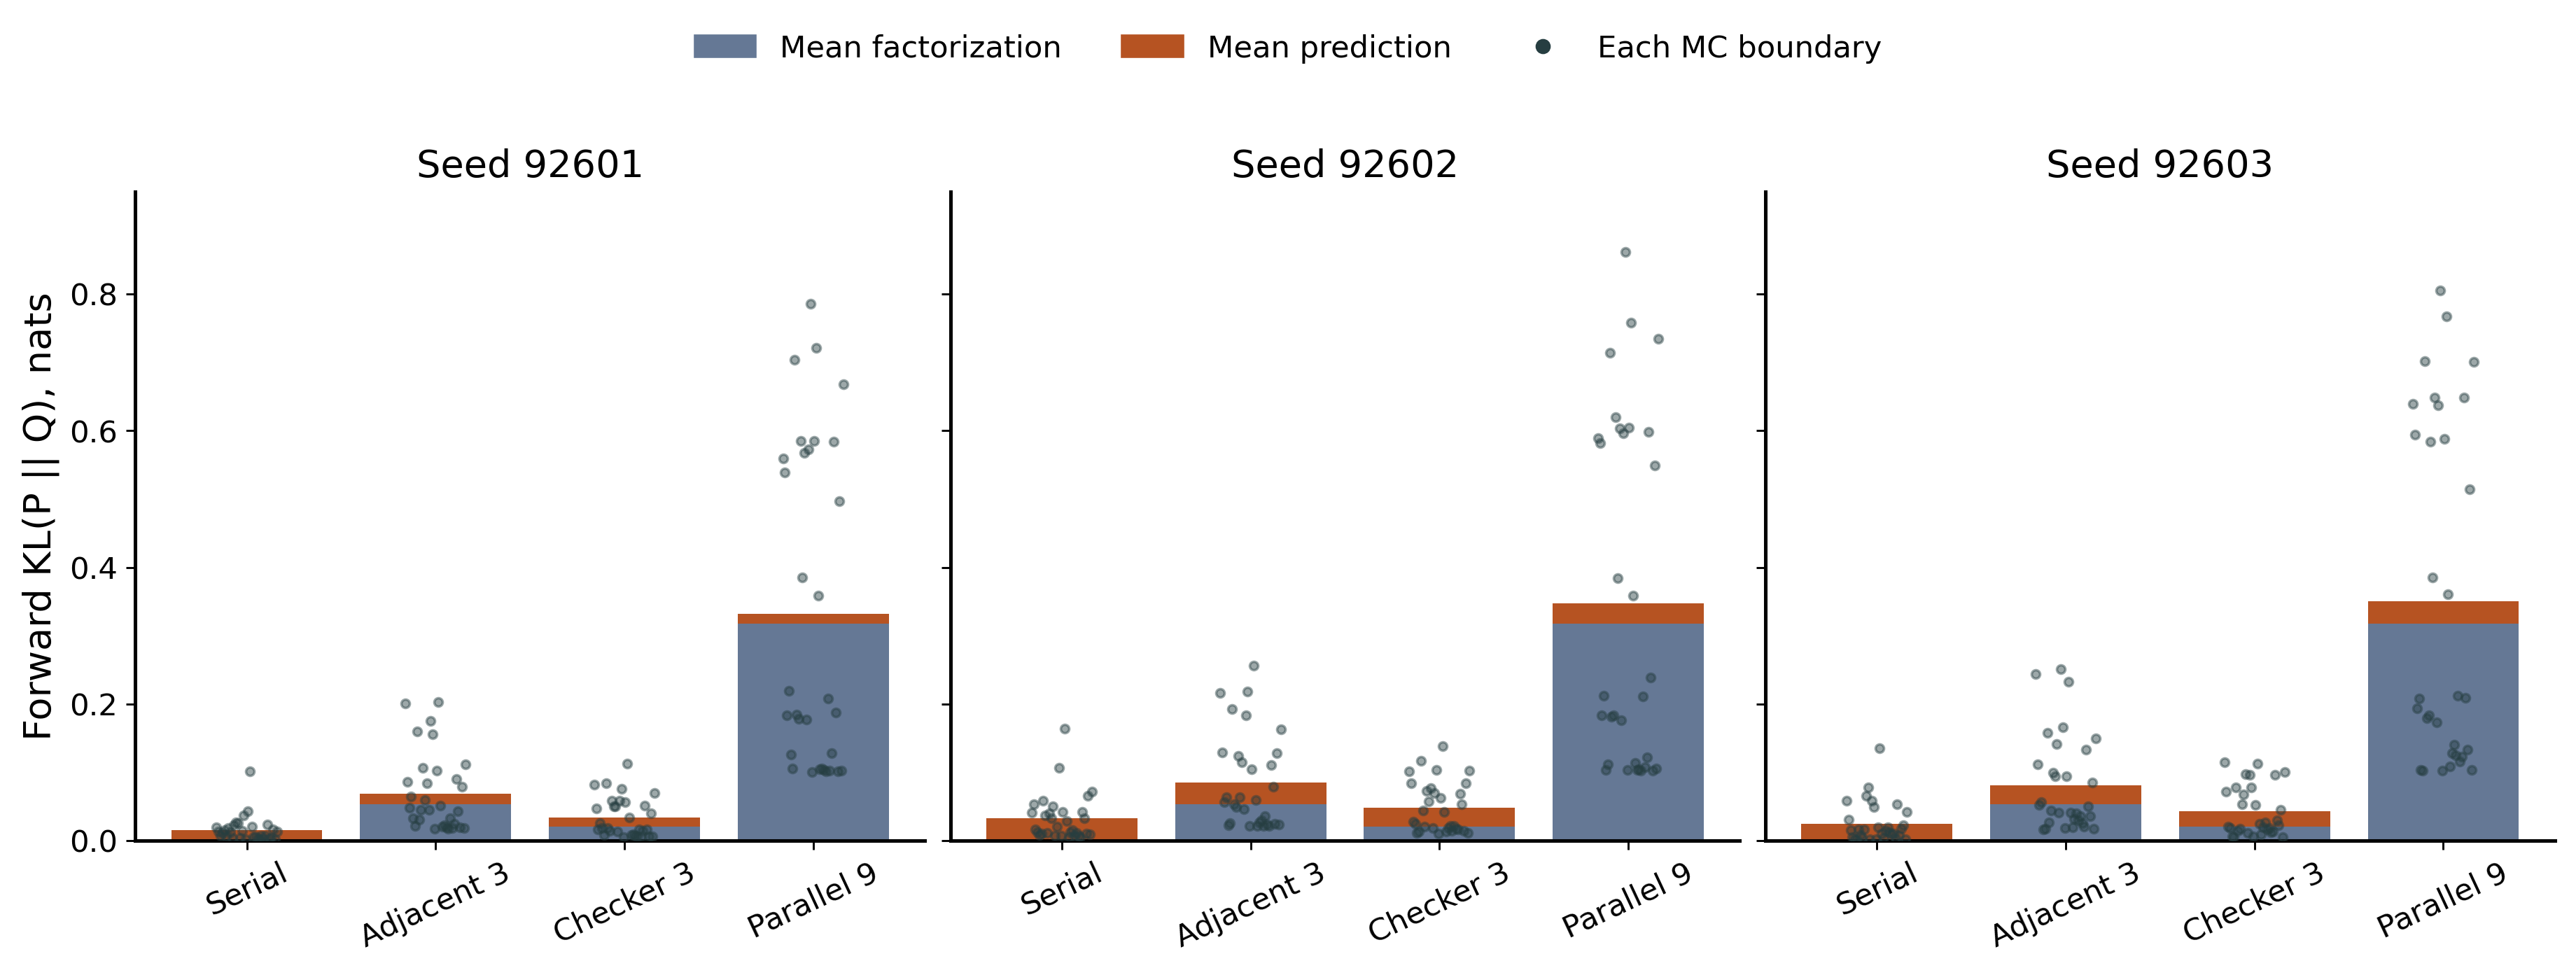 Mean factorization Mean prediction Each MC boundary
Seed 92601 Seed 92602 Seed 92603
Forward KL(P || Q), nats
0.8
0.6
0.4
0.2
0.0
Serial Adjacent 3 Checker 3 Parallel 9 Serial Adjacent 3 Checker 3 Parallel 9 Serial Adjacent 3 Checker 3 Parallel 9